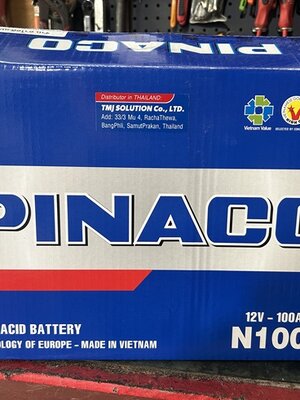 PINACO
Distributor in THAILAND:
TMJ SOLUTION Co., LTD.
Add: 33/3 Mu 4, RachaThewa,
BangPhli, SamutPrakan, Thailand
Vietnam Value
PINACO
12V - 100A
ACID BATTERY
OLOGY OF EUROPE - MADE IN VIETNAM
N100